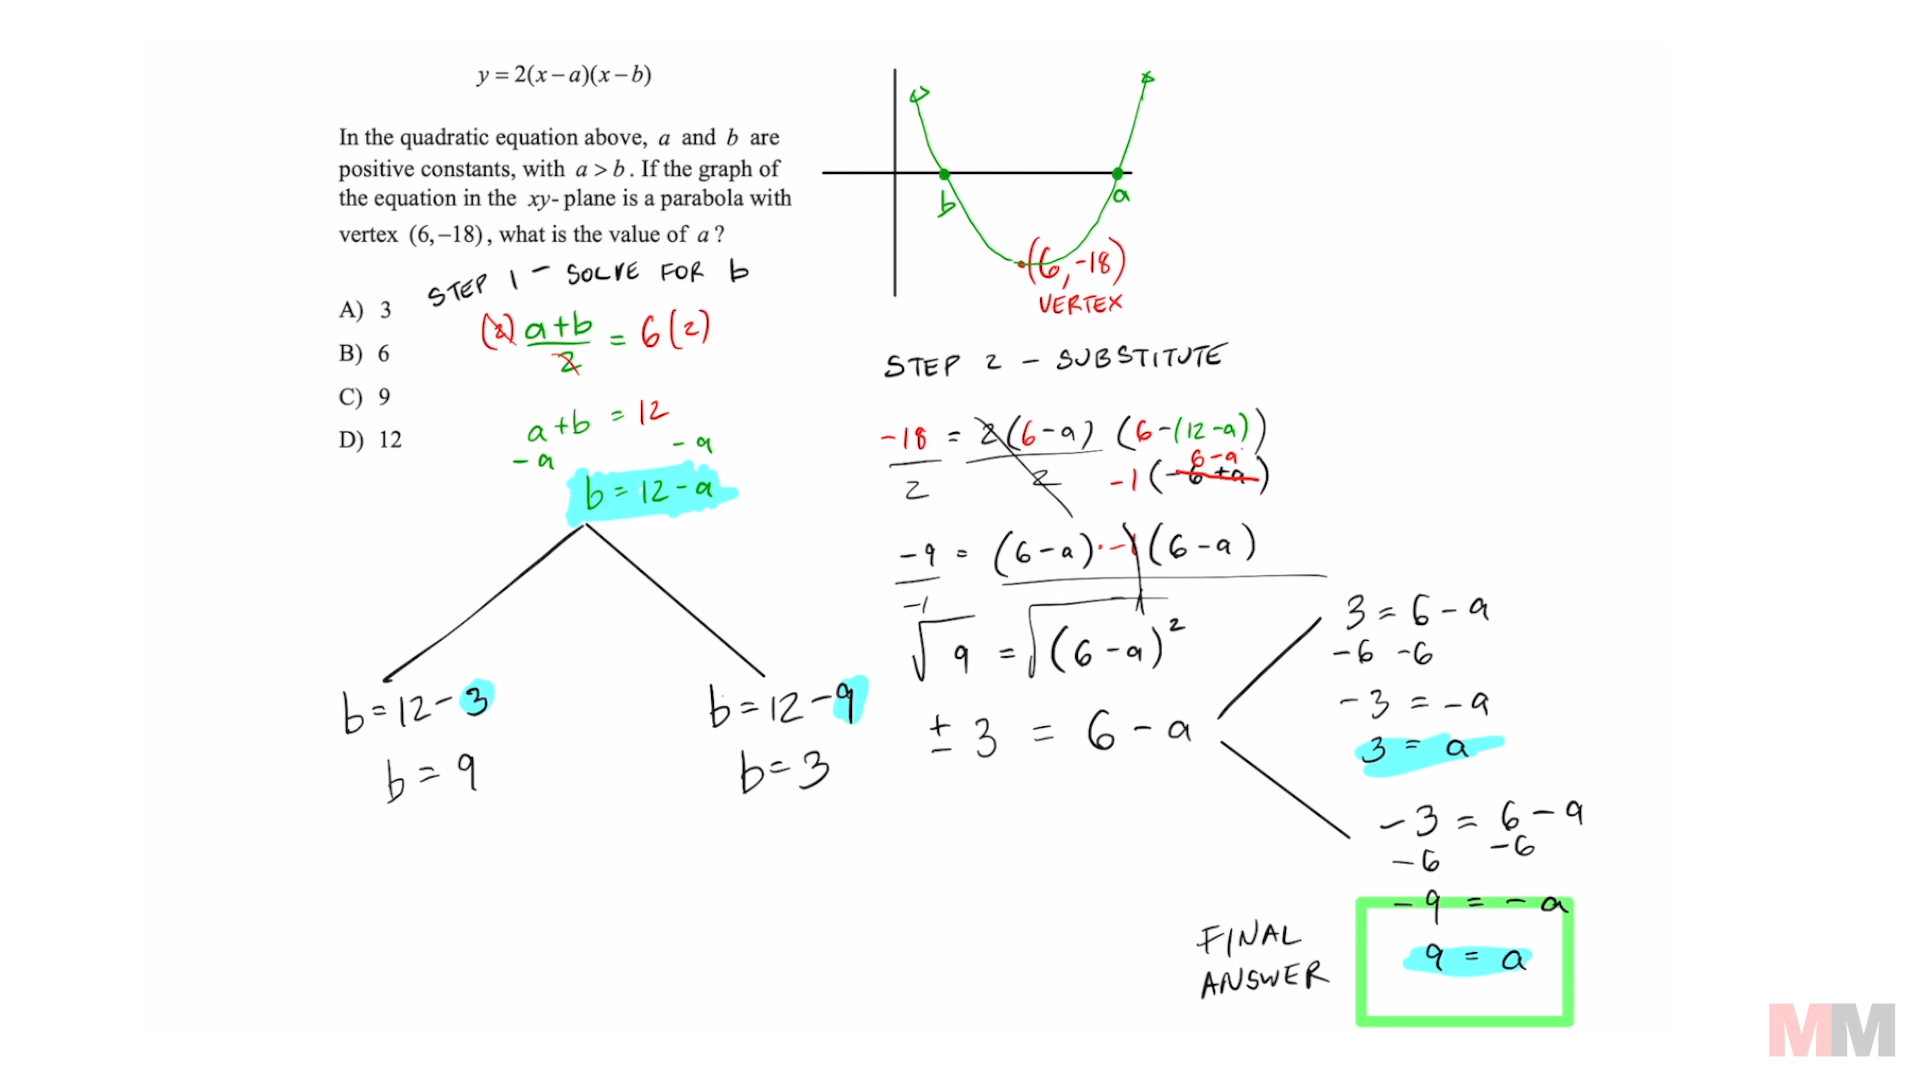 y = 2(x − a)(x − b)
In the quadratic equation above, a and b are
positive constants, with a > b. If the graph of
the equation in the xy- plane is a parabola with
vertex (6,−18), what is the value of a?
A) 3
B) 6
C) 9
D) 12
STEP 1 - SOLVE FOR b
(2) a+b/2 = 6(2)
a+b = 12
-a -a
b = 12-a
b = 12-3
b = 9
b = 12-9
b = 3
b
a
(6,-18)
VERTEX
STEP 2 - SUBSTITUTE
-18/2 = 2(6-a)/2 (6-(12-a))
6-a
-1(-6+a)
-9/-1 = (6-a)·-1(6-a)
-1
√9 = √(6-a)²
± 3 = 6-a
3 = 6-a
-6 -6
-3 = -a
3 = a
-3 = 6-a
-6 -6
-9 = -a
9 = a
FINAL
ANSWER
MM